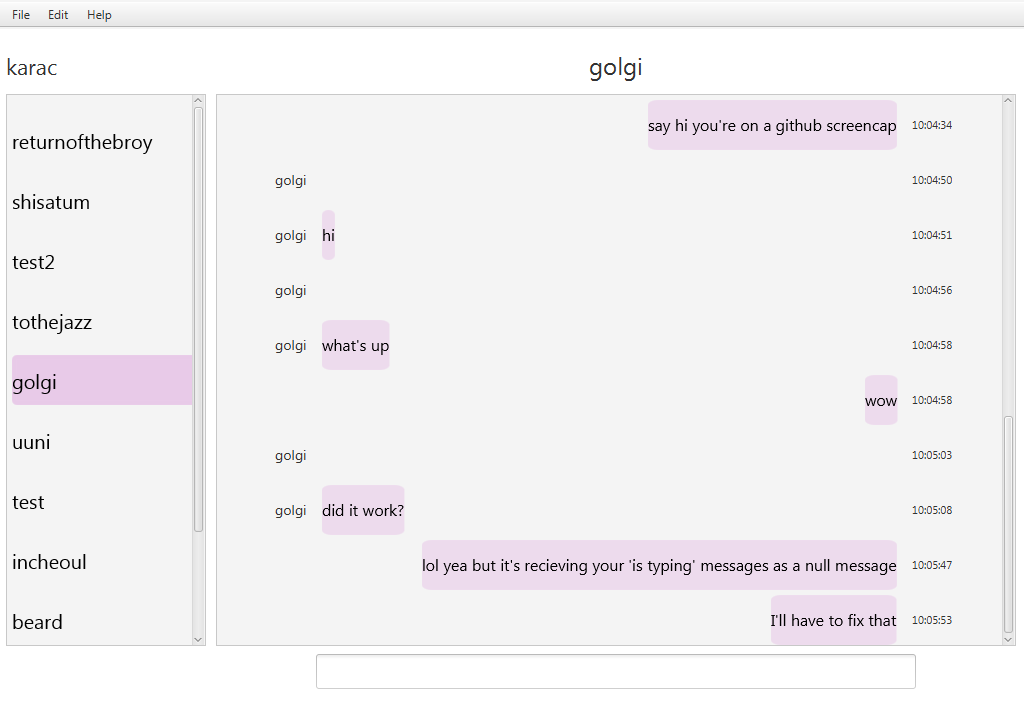 File Edit Help
karac
golgi
returnofthebroy
shisatum
test2
tothejazz
golgi
uuni
test
incheoul
beard
say hi you're on a github screencap 10:04:34
golgi 10:04:50
golgi hi 10:04:51
golgi 10:04:56
golgi what's up 10:04:58
wow 10:04:58
golgi 10:05:03
golgi did it work? 10:05:08
lol yea but it's recieving your 'is typing' messages as a null message 10:05:47
I'll have to fix that 10:05:53